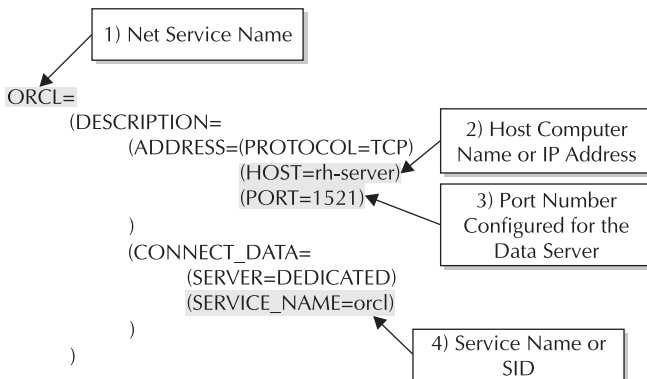 1) Net Service Name
ORCL=
(DESCRIPTION=
(ADDRESS=(PROTOCOL=TCP)
(HOST=rh-server)
(PORT=1521)
)
(CONNECT_DATA=
(SERVER=DEDICATED)
(SERVICE_NAME=orcl)
)
)
2) Host Computer
Name or IP Address
3) Port Number
Configured for the
Data Server
4) Service Name or
SID